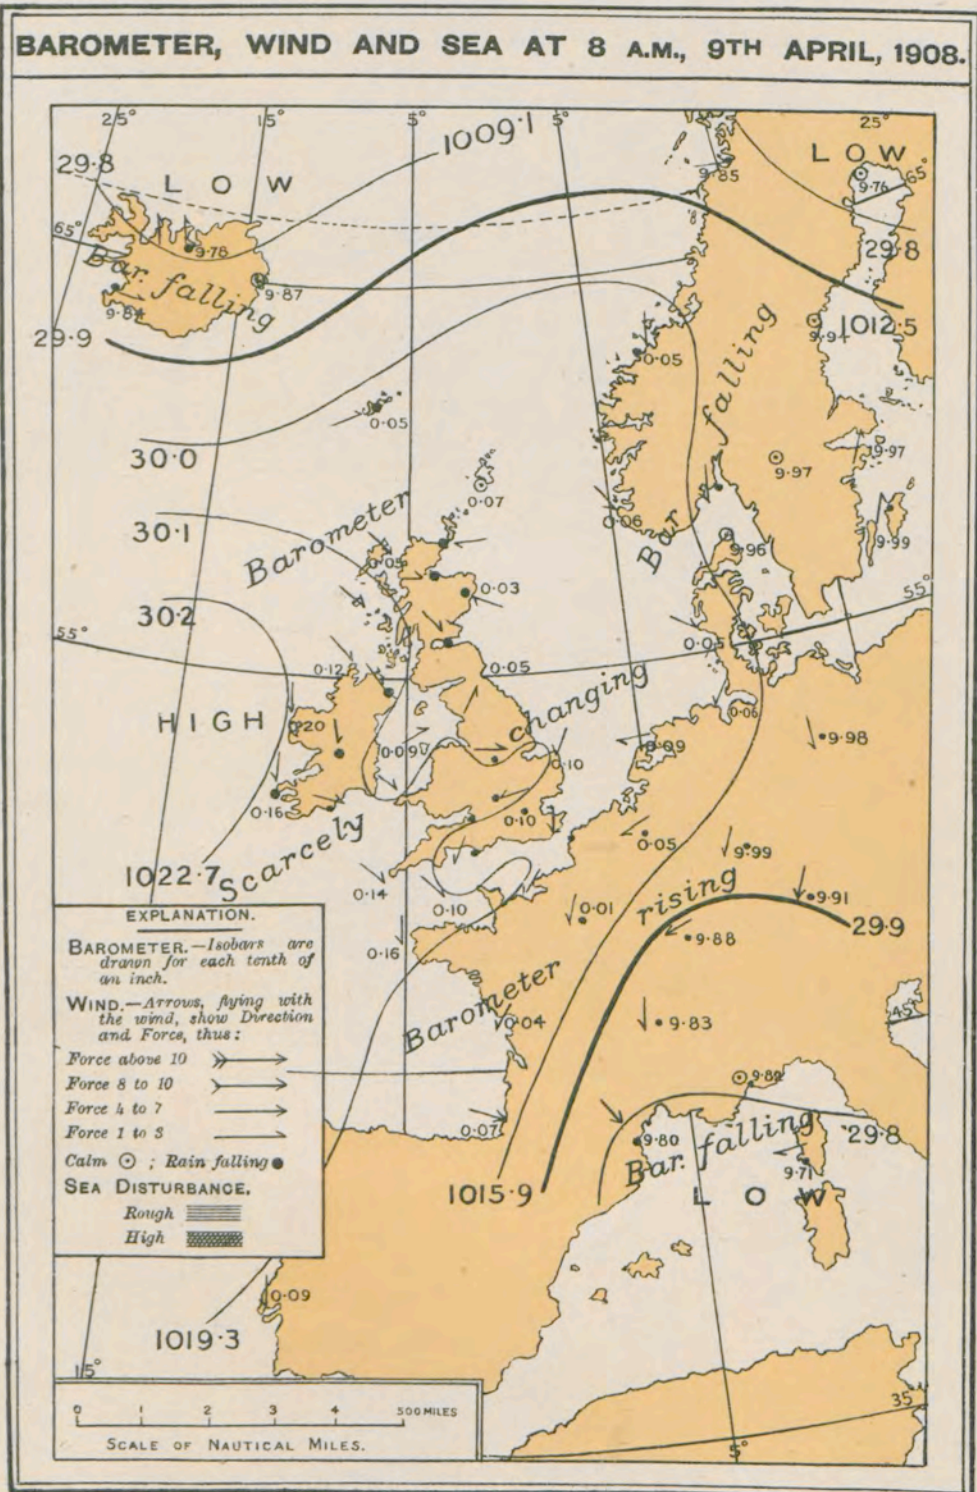 BAROMETER, WIND AND SEA AT 8 A.M., 9TH APRIL, 1908.
25°
15°
5°
5°
25°
1009·1
LOW
29·8
LOW
9·85
9·76
65°
65°
9·78
29·8
Bar. falling
9·87
9·84
29·9
1012·5
9·94
0·05
falling
0·05
30·0
9·97
9·97
0·07
0·06
30·1
Barometer
Bar
9·99
9·96
0·05
0·03
30·2
55°
55°
0·05
0·12
0·05
changing
HIGH
0·20
0·06
0·09
0·09
9·98
0·10
0·16
0·10
0·05
9·99
Scarcely
1022·7
0·14
0·10
0·01
rising
9·91
29·9
0·16
9·88
Barometer
0·04
9·83
45°
9·82
0·07
9·80
Bar. falling
29·8
9·71
1015·9
LOW
EXPLANATION.
BAROMETER.—Isobars are
drawn for each tenth of
an inch.
WIND.—Arrows, flying with
the wind, show Direction
and Force, thus:
Force above 10
Force 8 to 10
Force 4 to 7
Force 1 to 3
Calm ⊙ ; Rain falling ●
SEA DISTURBANCE.
Rough
High
0·09
1019·3
15°
35
5°
0 1 2 3 4 500 MILES
SCALE OF NAUTICAL MILES.